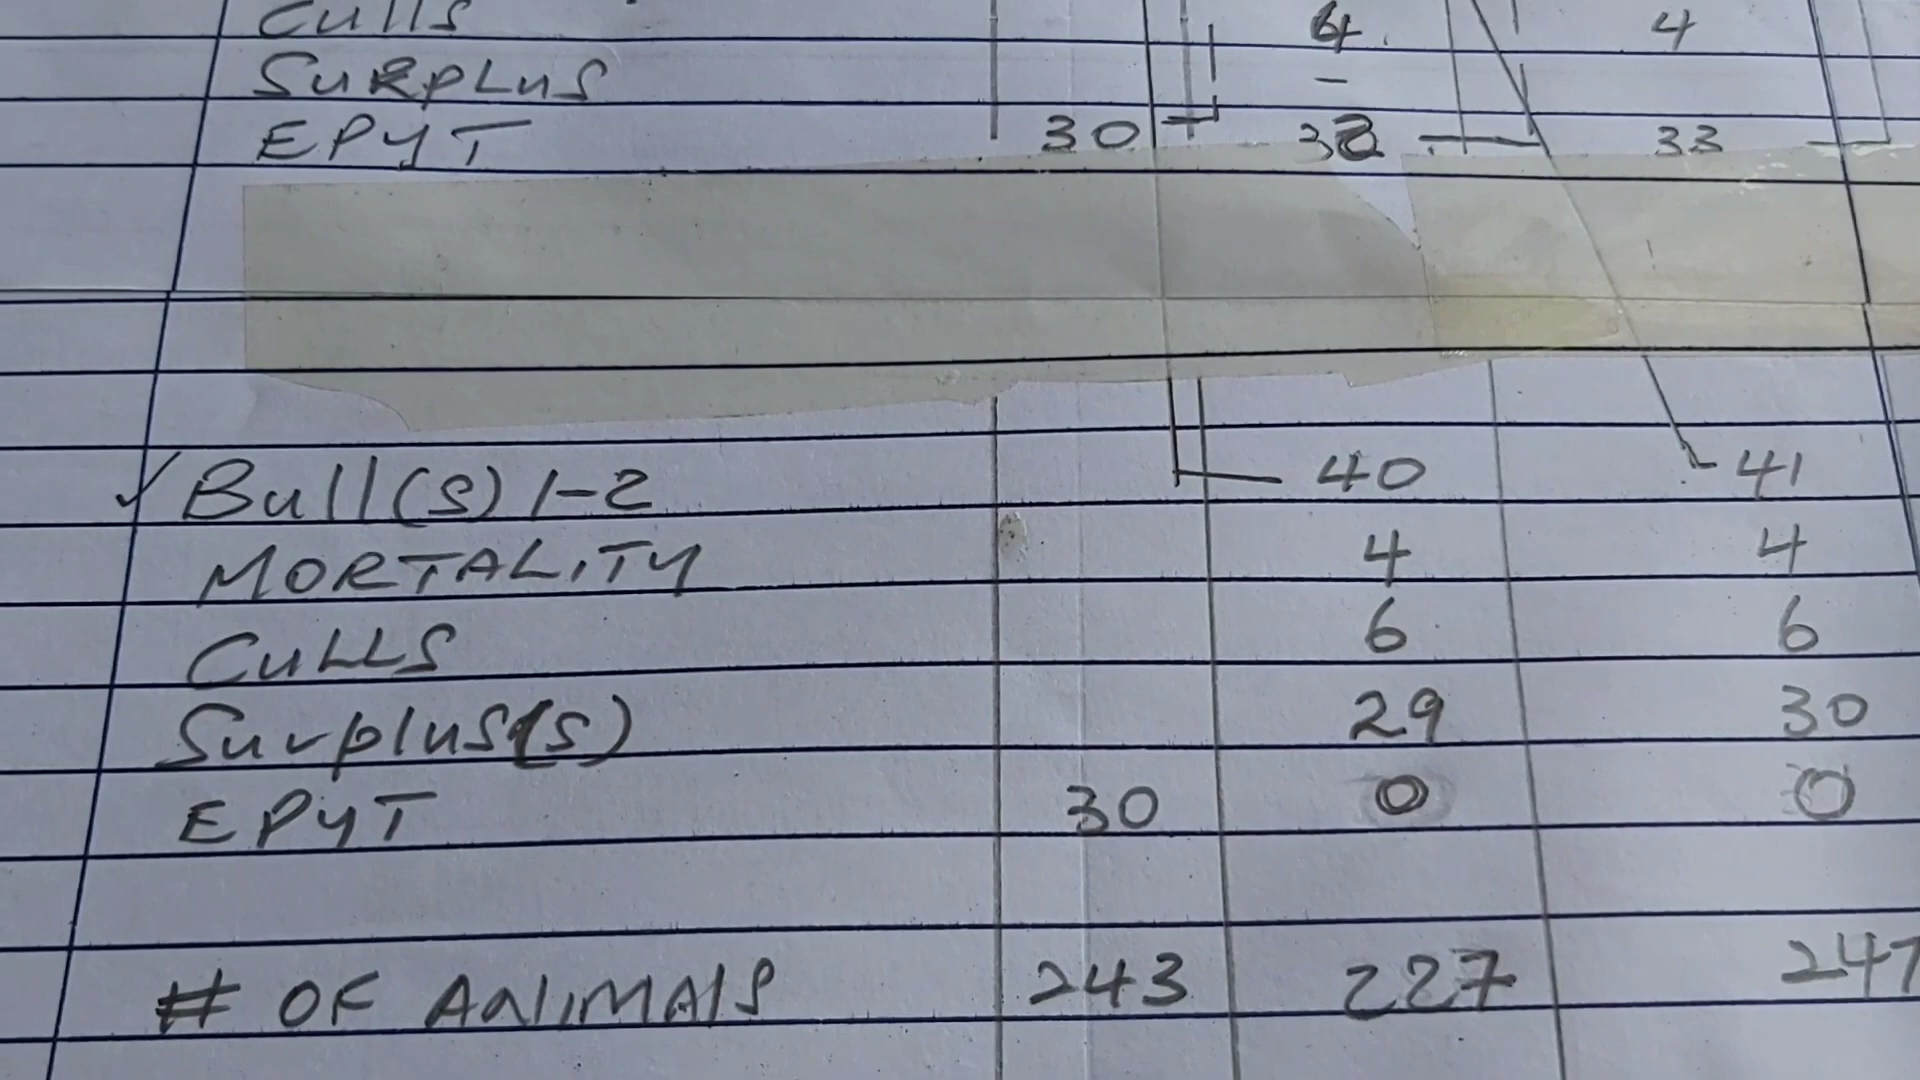 Culls 4 4
SURPLUS -
EPYT 30 32 33
✓ Bull(s) 1-2 40 41
MORTALITY 4 4
CULLS 6 6
Surplus(s) 29 30
EPYT 30 0 0
# OF ANIMALS 243 227 247